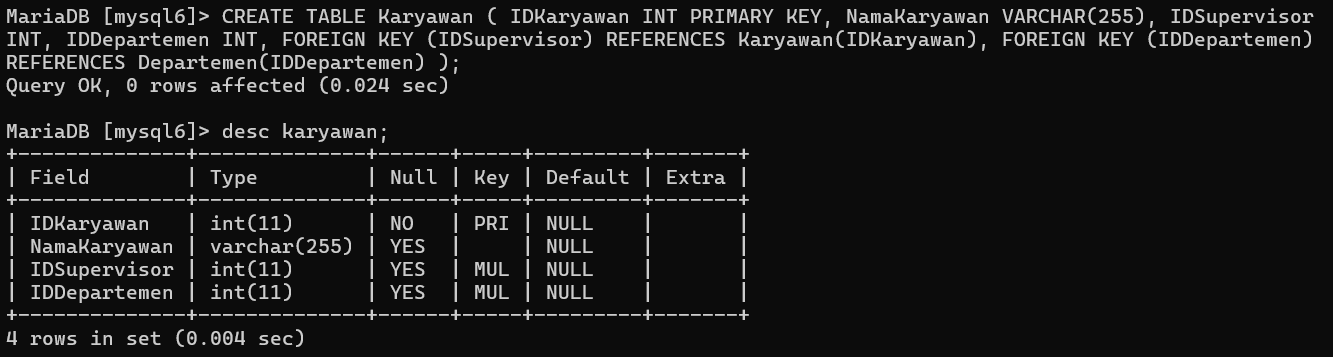 MariaDB [mysql6]> CREATE TABLE Karyawan ( IDKaryawan INT PRIMARY KEY, NamaKaryawan VARCHAR(255), IDSupervisor
INT, IDDepartemen INT, FOREIGN KEY (IDSupervisor) REFERENCES Karyawan(IDKaryawan), FOREIGN KEY (IDDepartemen)
REFERENCES Departemen(IDDepartemen) );
Query OK, 0 rows affected (0.024 sec)

MariaDB [mysql6]> desc karyawan;
+--------------+--------------+------+-----+---------+-------+
| Field        | Type         | Null | Key | Default | Extra |
+--------------+--------------+------+-----+---------+-------+
| IDKaryawan   | int(11)      | NO   | PRI | NULL    |       |
| NamaKaryawan | varchar(255) | YES  |     | NULL    |       |
| IDSupervisor | int(11)      | YES  | MUL | NULL    |       |
| IDDepartemen | int(11)      | YES  | MUL | NULL    |       |
+--------------+--------------+------+-----+---------+-------+
4 rows in set (0.004 sec)